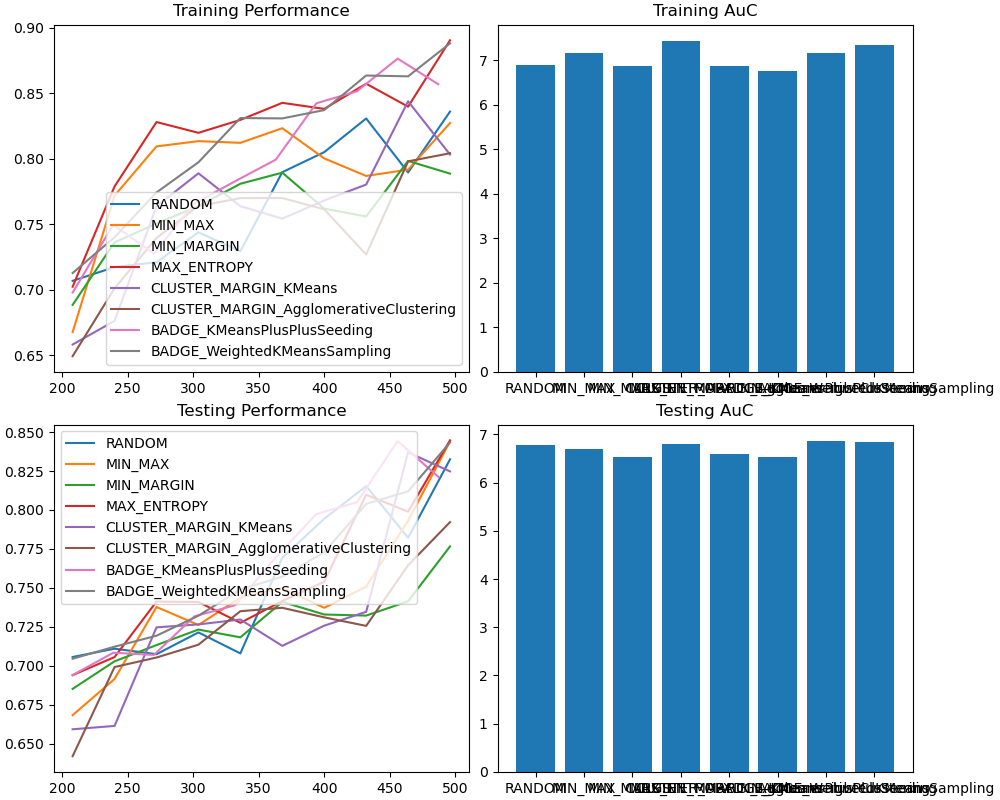 Training Performance
0.90
0.85
0.80
0.75
0.70
0.65
200 250 300 350 400 450 500
RANDOM
MIN_MAX
MIN_MARGIN
MAX_ENTROPY
CLUSTER_MARGIN_KMeans
CLUSTER_MARGIN_AgglomerativeClustering
BADGE_KMeansPlusPlusSeeding
BADGE_WeightedKMeansSampling
Training AuC
7
6
5
4
3
2
1
0
RANDOM
Testing Performance
0.850
0.825
0.800
0.775
0.750
0.725
0.700
0.675
0.650
200 250 300 350 400 450 500
RANDOM
MIN_MAX
MIN_MARGIN
MAX_ENTROPY
CLUSTER_MARGIN_KMeans
CLUSTER_MARGIN_AgglomerativeClustering
BADGE_KMeansPlusPlusSeeding
BADGE_WeightedKMeansSampling
Testing AuC
7
6
5
4
3
2
1
0
RANDOM